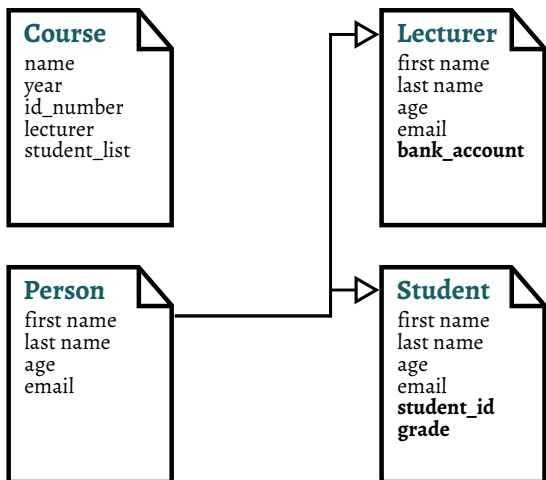 Course
name
year
id_number
lecturer
student_list
Lecturer
first name
last name
age
email
bank_account
Person
first name
last name
age
email
Student
first name
last name
age
email
student_id
grade